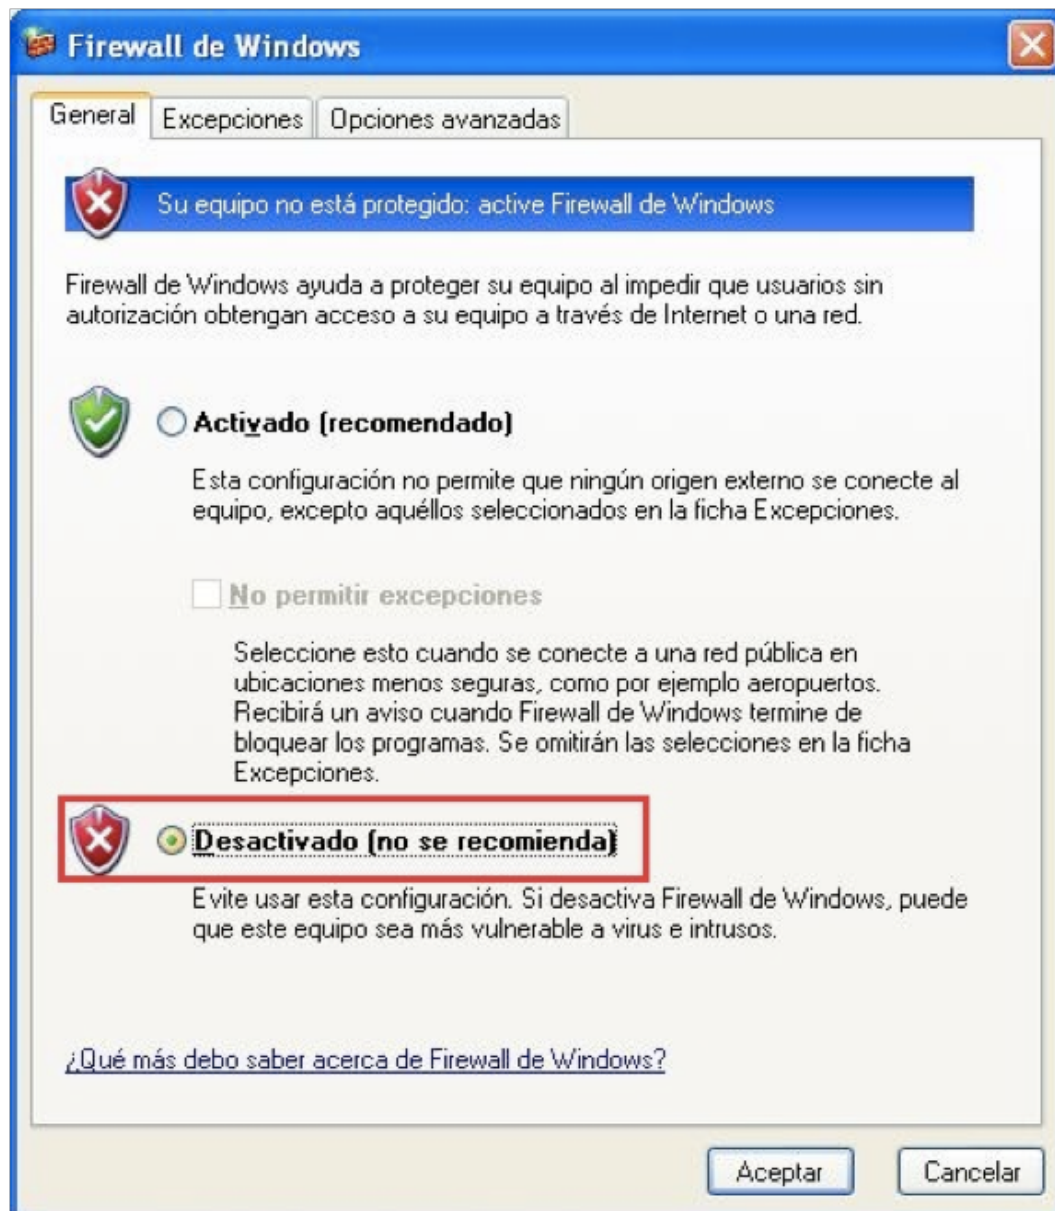 Firewall de Windows
General
Excepciones
Opciones avanzadas
Su equipo no está protegido: active Firewall de Windows
Firewall de Windows ayuda a proteger su equipo al impedir que usuarios sin
autorización obtengan acceso a su equipo a través de Internet o una red.
Activado (recomendado)
Esta configuración no permite que ningún origen externo se conecte al
equipo, excepto aquéllos seleccionados en la ficha Excepciones.
No permitir excepciones
Seleccione esto cuando se conecte a una red pública en
ubicaciones menos seguras, como por ejemplo aeropuertos.
Recibirá un aviso cuando Firewall de Windows termine de
bloquear los programas. Se omitirán las selecciones en la ficha
Excepciones.
Desactivado (no se recomienda)
Evite usar esta configuración. Si desactiva Firewall de Windows, puede
que este equipo sea más vulnerable a virus e intrusos.
¿Qué más debo saber acerca de Firewall de Windows?
Aceptar
Cancelar